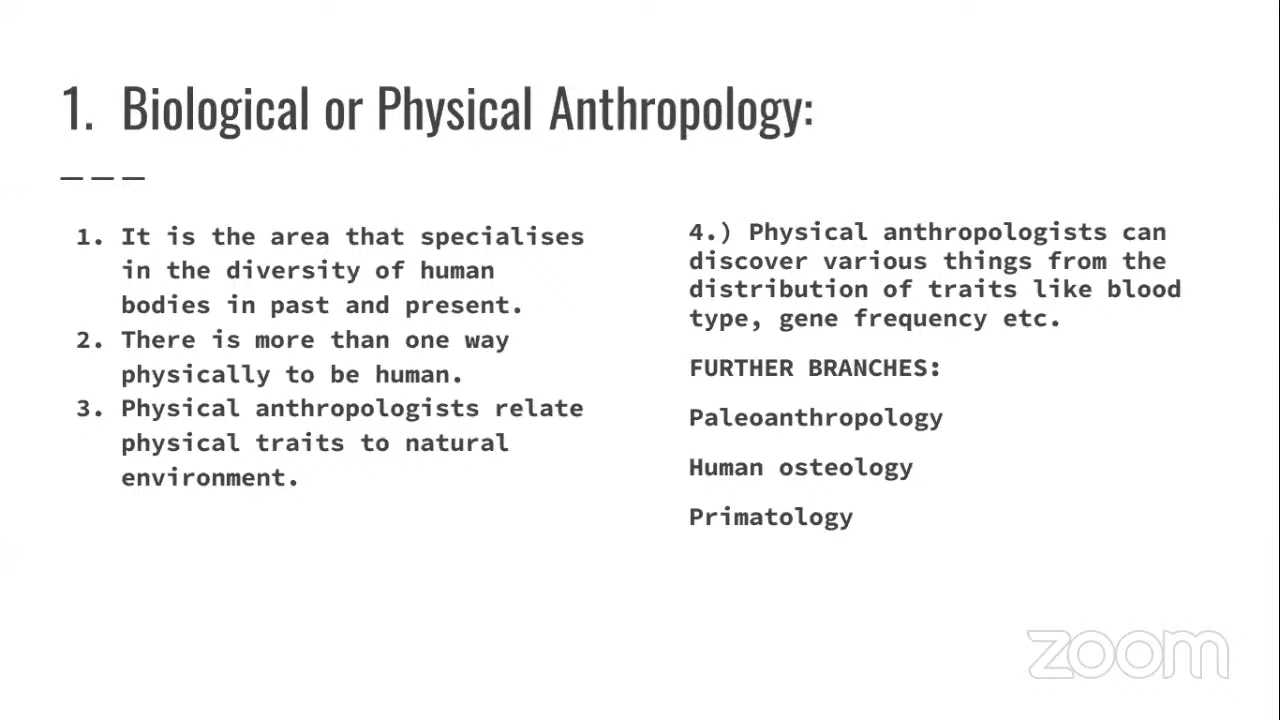 1. Biological or Physical Anthropology:
1. It is the area that specialises
in the diversity of human
bodies in past and present.
2. There is more than one way
physically to be human.
3. Physical anthropologists relate
physical traits to natural
environment.
4.) Physical anthropologists can
discover various things from the
distribution of traits like blood
type, gene frequency etc.
FURTHER BRANCHES:
Paleoanthropology
Human osteology
Primatology
zoom